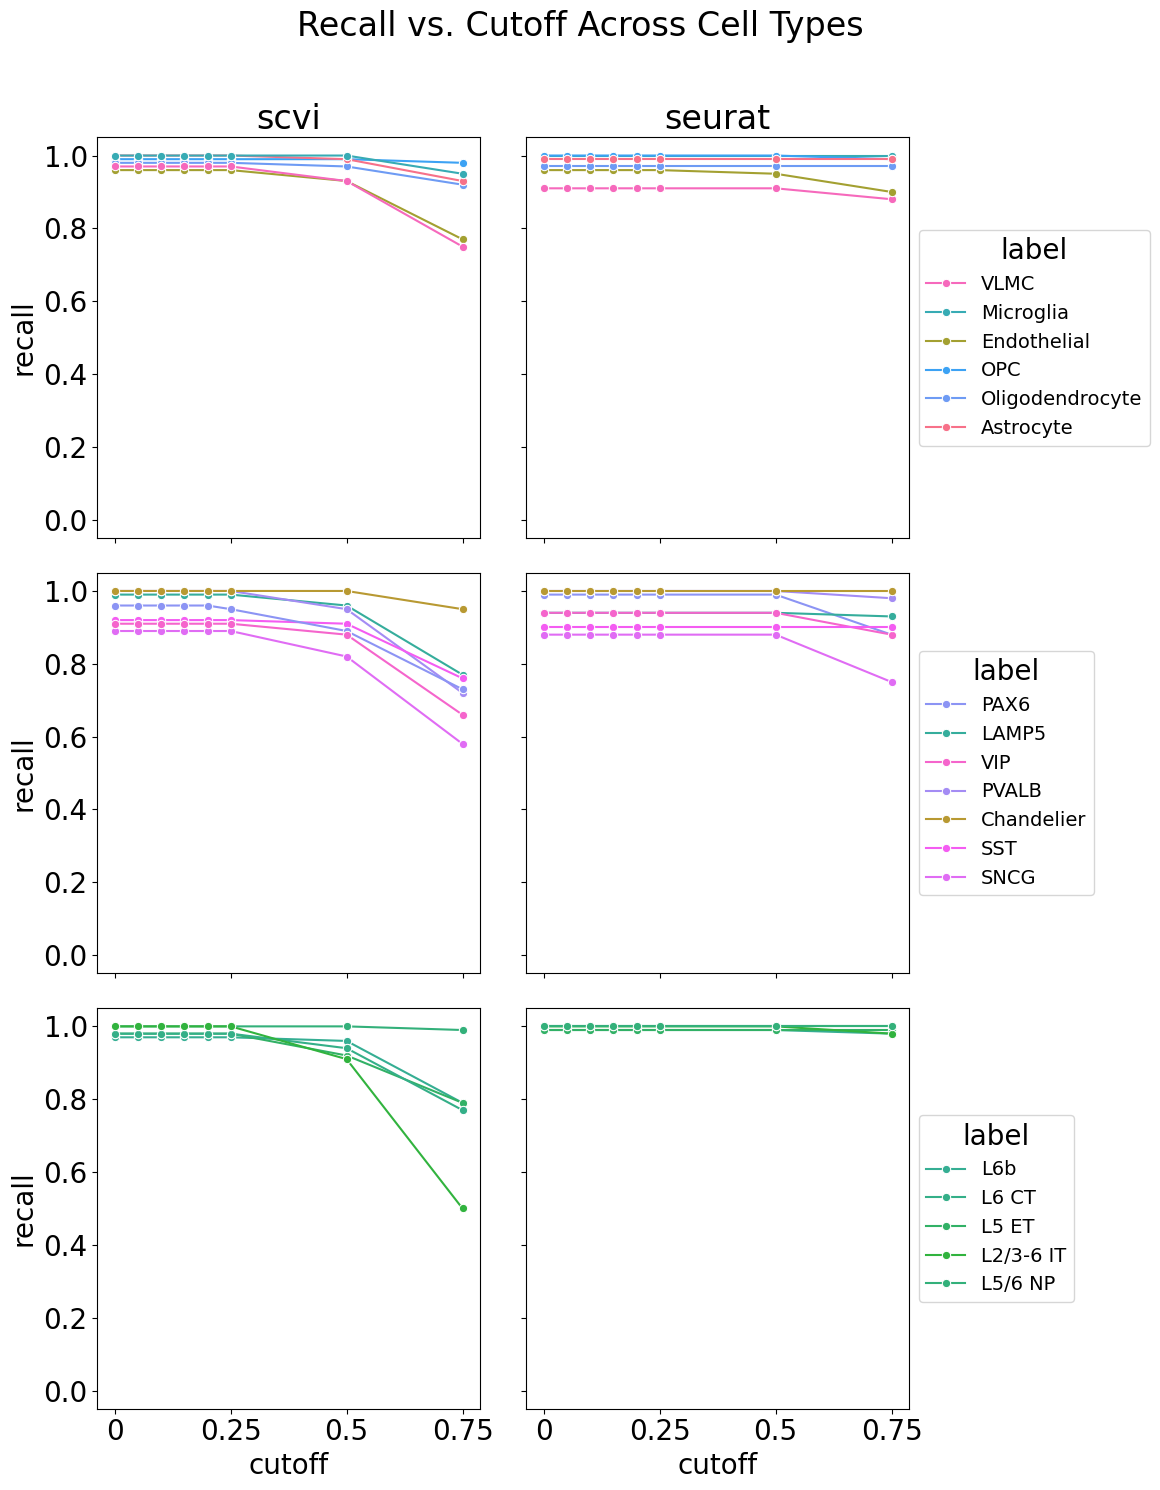 Recall vs. Cutoff Across Cell Types
scvi
seurat
recall
1.0
0.8
0.6
0.4
0.2
0.0
label
VLMC
Microglia
Endothelial
OPC
Oligodendrocyte
Astrocyte
recall
1.0
0.8
0.6
0.4
0.2
0.0
label
PAX6
LAMP5
VIP
PVALB
Chandelier
SST
SNCG
recall
1.0
0.8
0.6
0.4
0.2
0.0
label
L6b
L6 CT
L5 ET
L2/3-6 IT
L5/6 NP
0 0.25 0.5 0.75
cutoff
0 0.25 0.5 0.75
cutoff